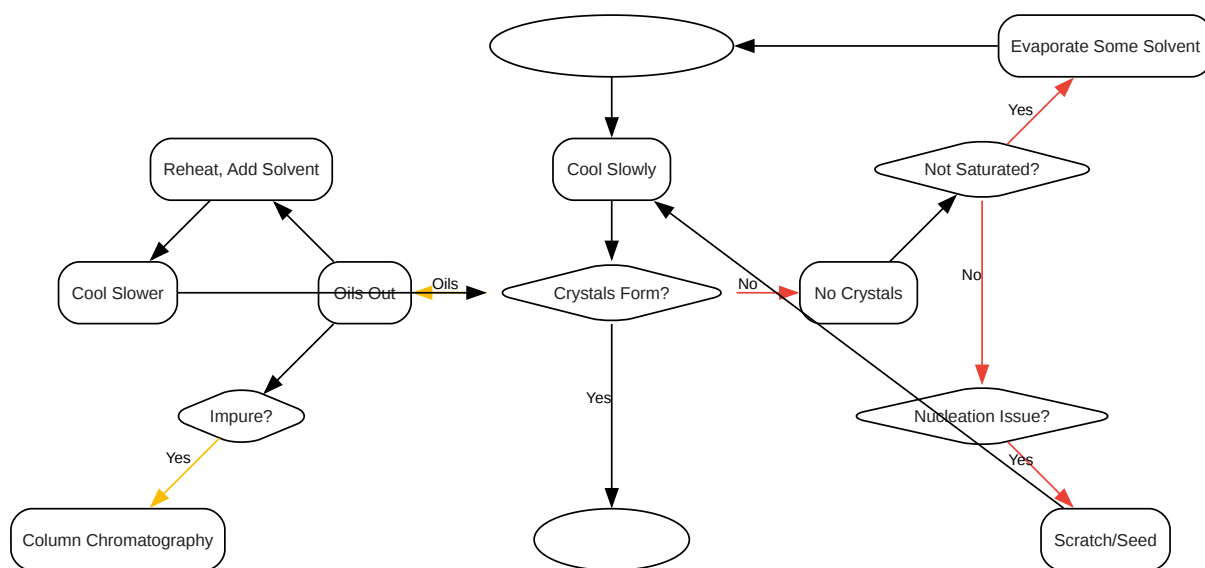 Evaporate Some Solvent
Yes
Reheat, Add Solvent
Cool Slowly
Not Saturated?
Cool Slower
Oils Out
Oils
Crystals Form?
No
No Crystals
No
Yes
Impure?
Nucleation Issue?
Yes
Yes
Column Chromatography
Scratch/Seed